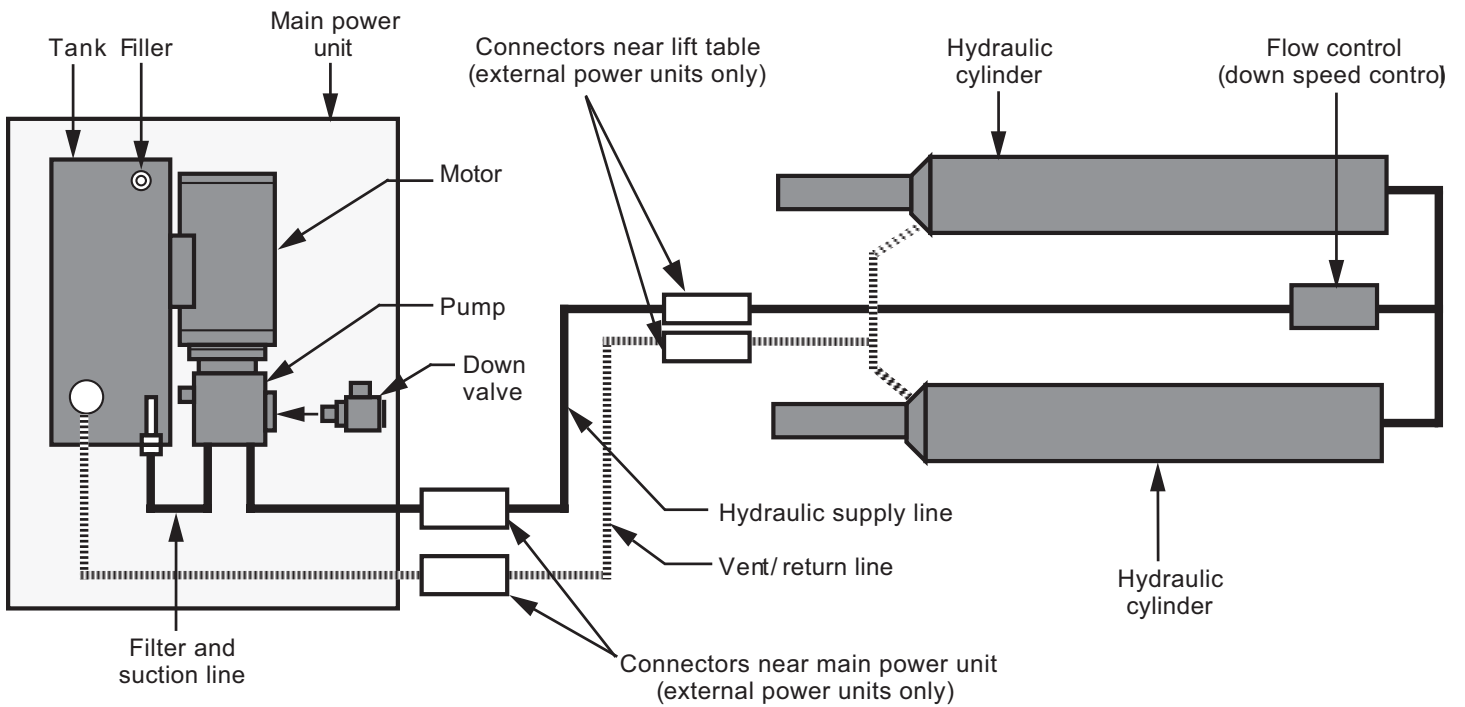 Main power
unit
Tank
Filler
Connectors near lift table
(external power units only)
Hydraulic
cylinder
Flow control
(down speed control)
Motor
Pump
Down
valve
Hydraulic supply line
Vent/ return line
Hydraulic
cylinder
Filter and
suction line
Connectors near main power unit
(external power units only)